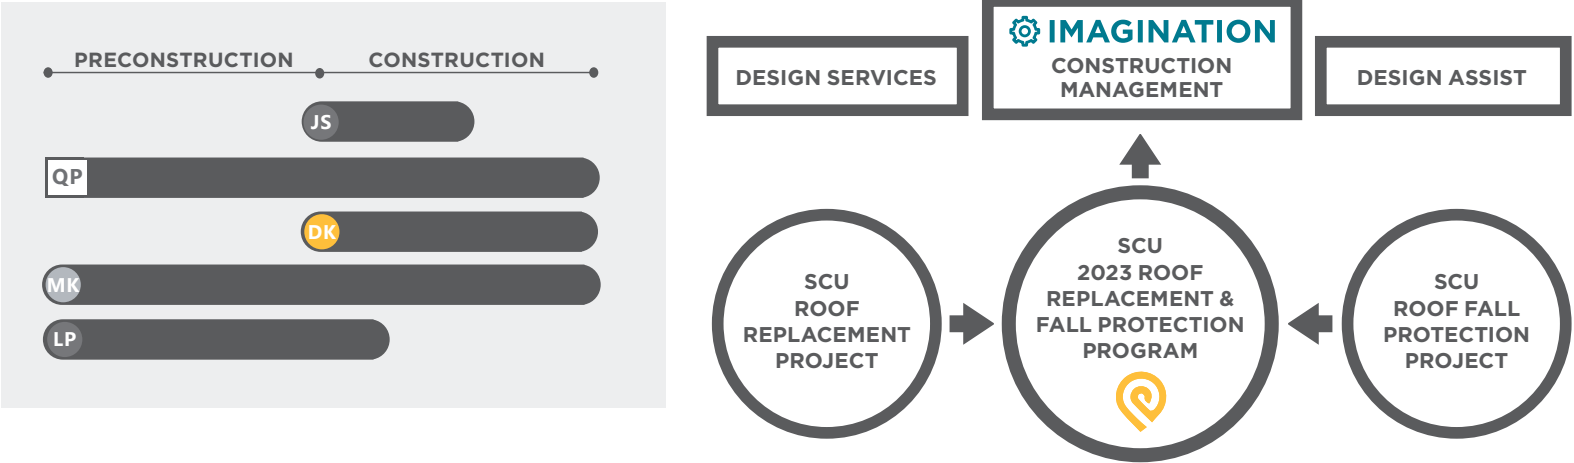 PRECONSTRUCTION
CONSTRUCTION
JS
QP
DK
MK
LP
DESIGN SERVICES
IMAGINATION
CONSTRUCTION
MANAGEMENT
DESIGN ASSIST
SCU
ROOF
REPLACEMENT
PROJECT
SCU
2023 ROOF
REPLACEMENT &
FALL PROTECTION
PROGRAM
SCU
ROOF FALL
PROTECTION
PROJECT